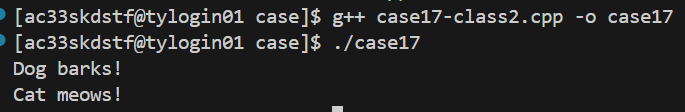 [ac33skdstf@tylogin01 case]$ g++ case17-class2.cpp -o case17
[ac33skdstf@tylogin01 case]$ ./case17
Dog barks!
Cat meows!